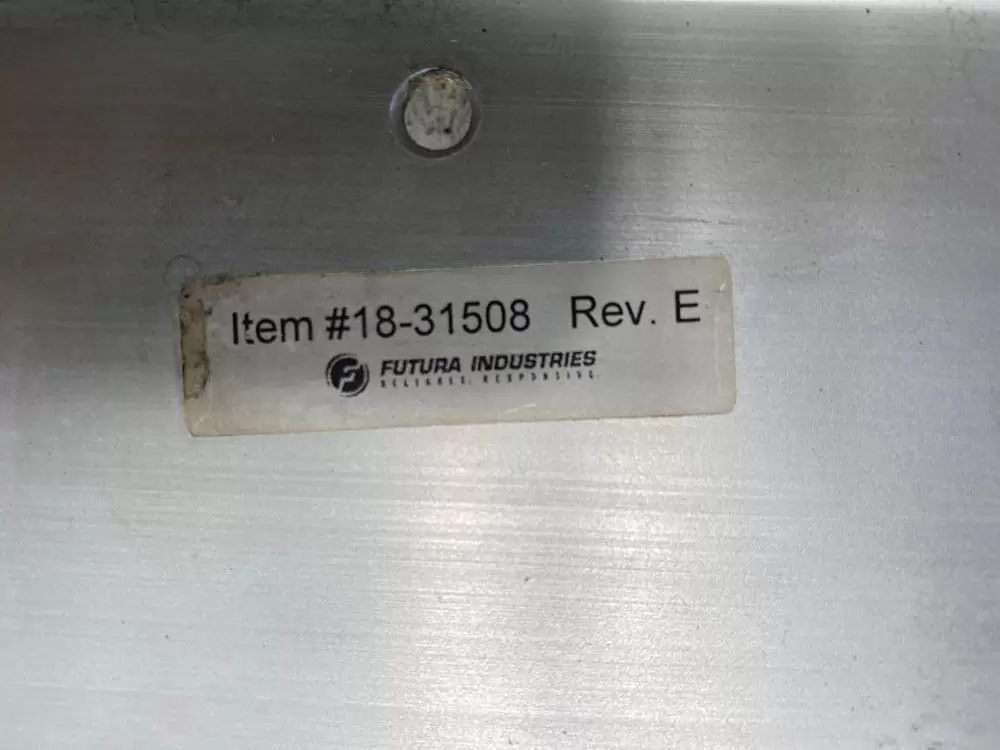 Item #18-31508 Rev. E
FUTURA INDUSTRIES
RELIABLE. RESPONSIVE.